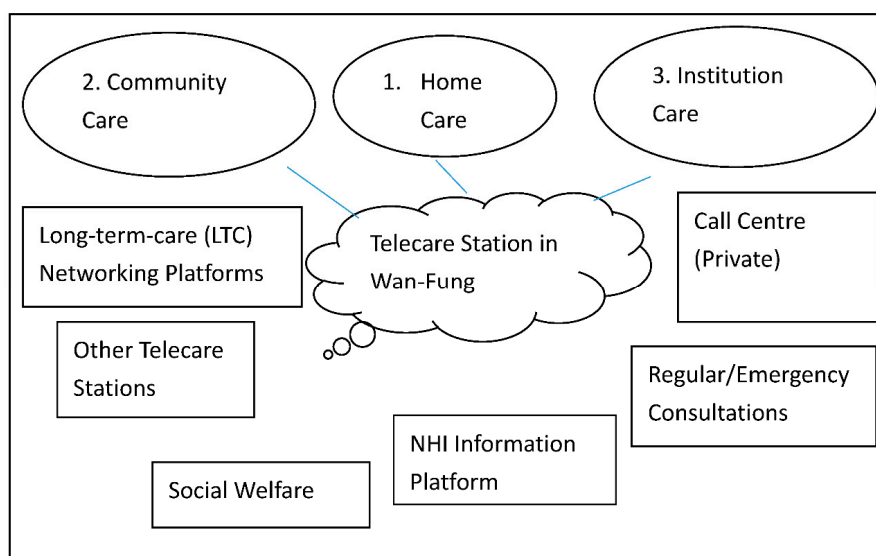 2. Community
Care
1. Home
Care
3. Institution
Care
Long-term-care (LTC)
Networking Platforms
Telecare Station in
Wan-Fung
Call Centre
(Private)
Other Telecare
Stations
Regular/Emergency
Consultations
NHI Information
Platform
Social Welfare